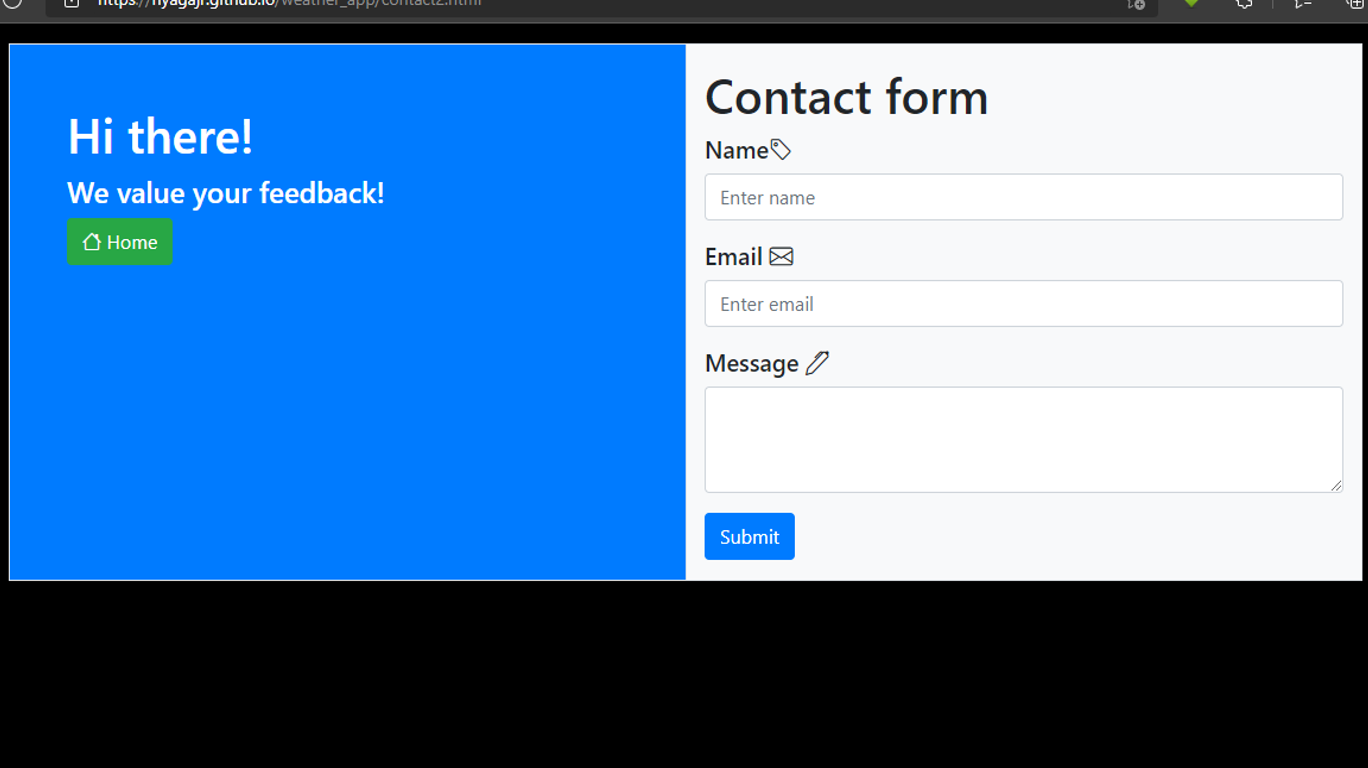 https://nyagajr.github.io/weather_app/contact2.html
Hi there!
We value your feedback!
Home
Contact form
Name
Enter name
Email
Enter email
Message
Submit